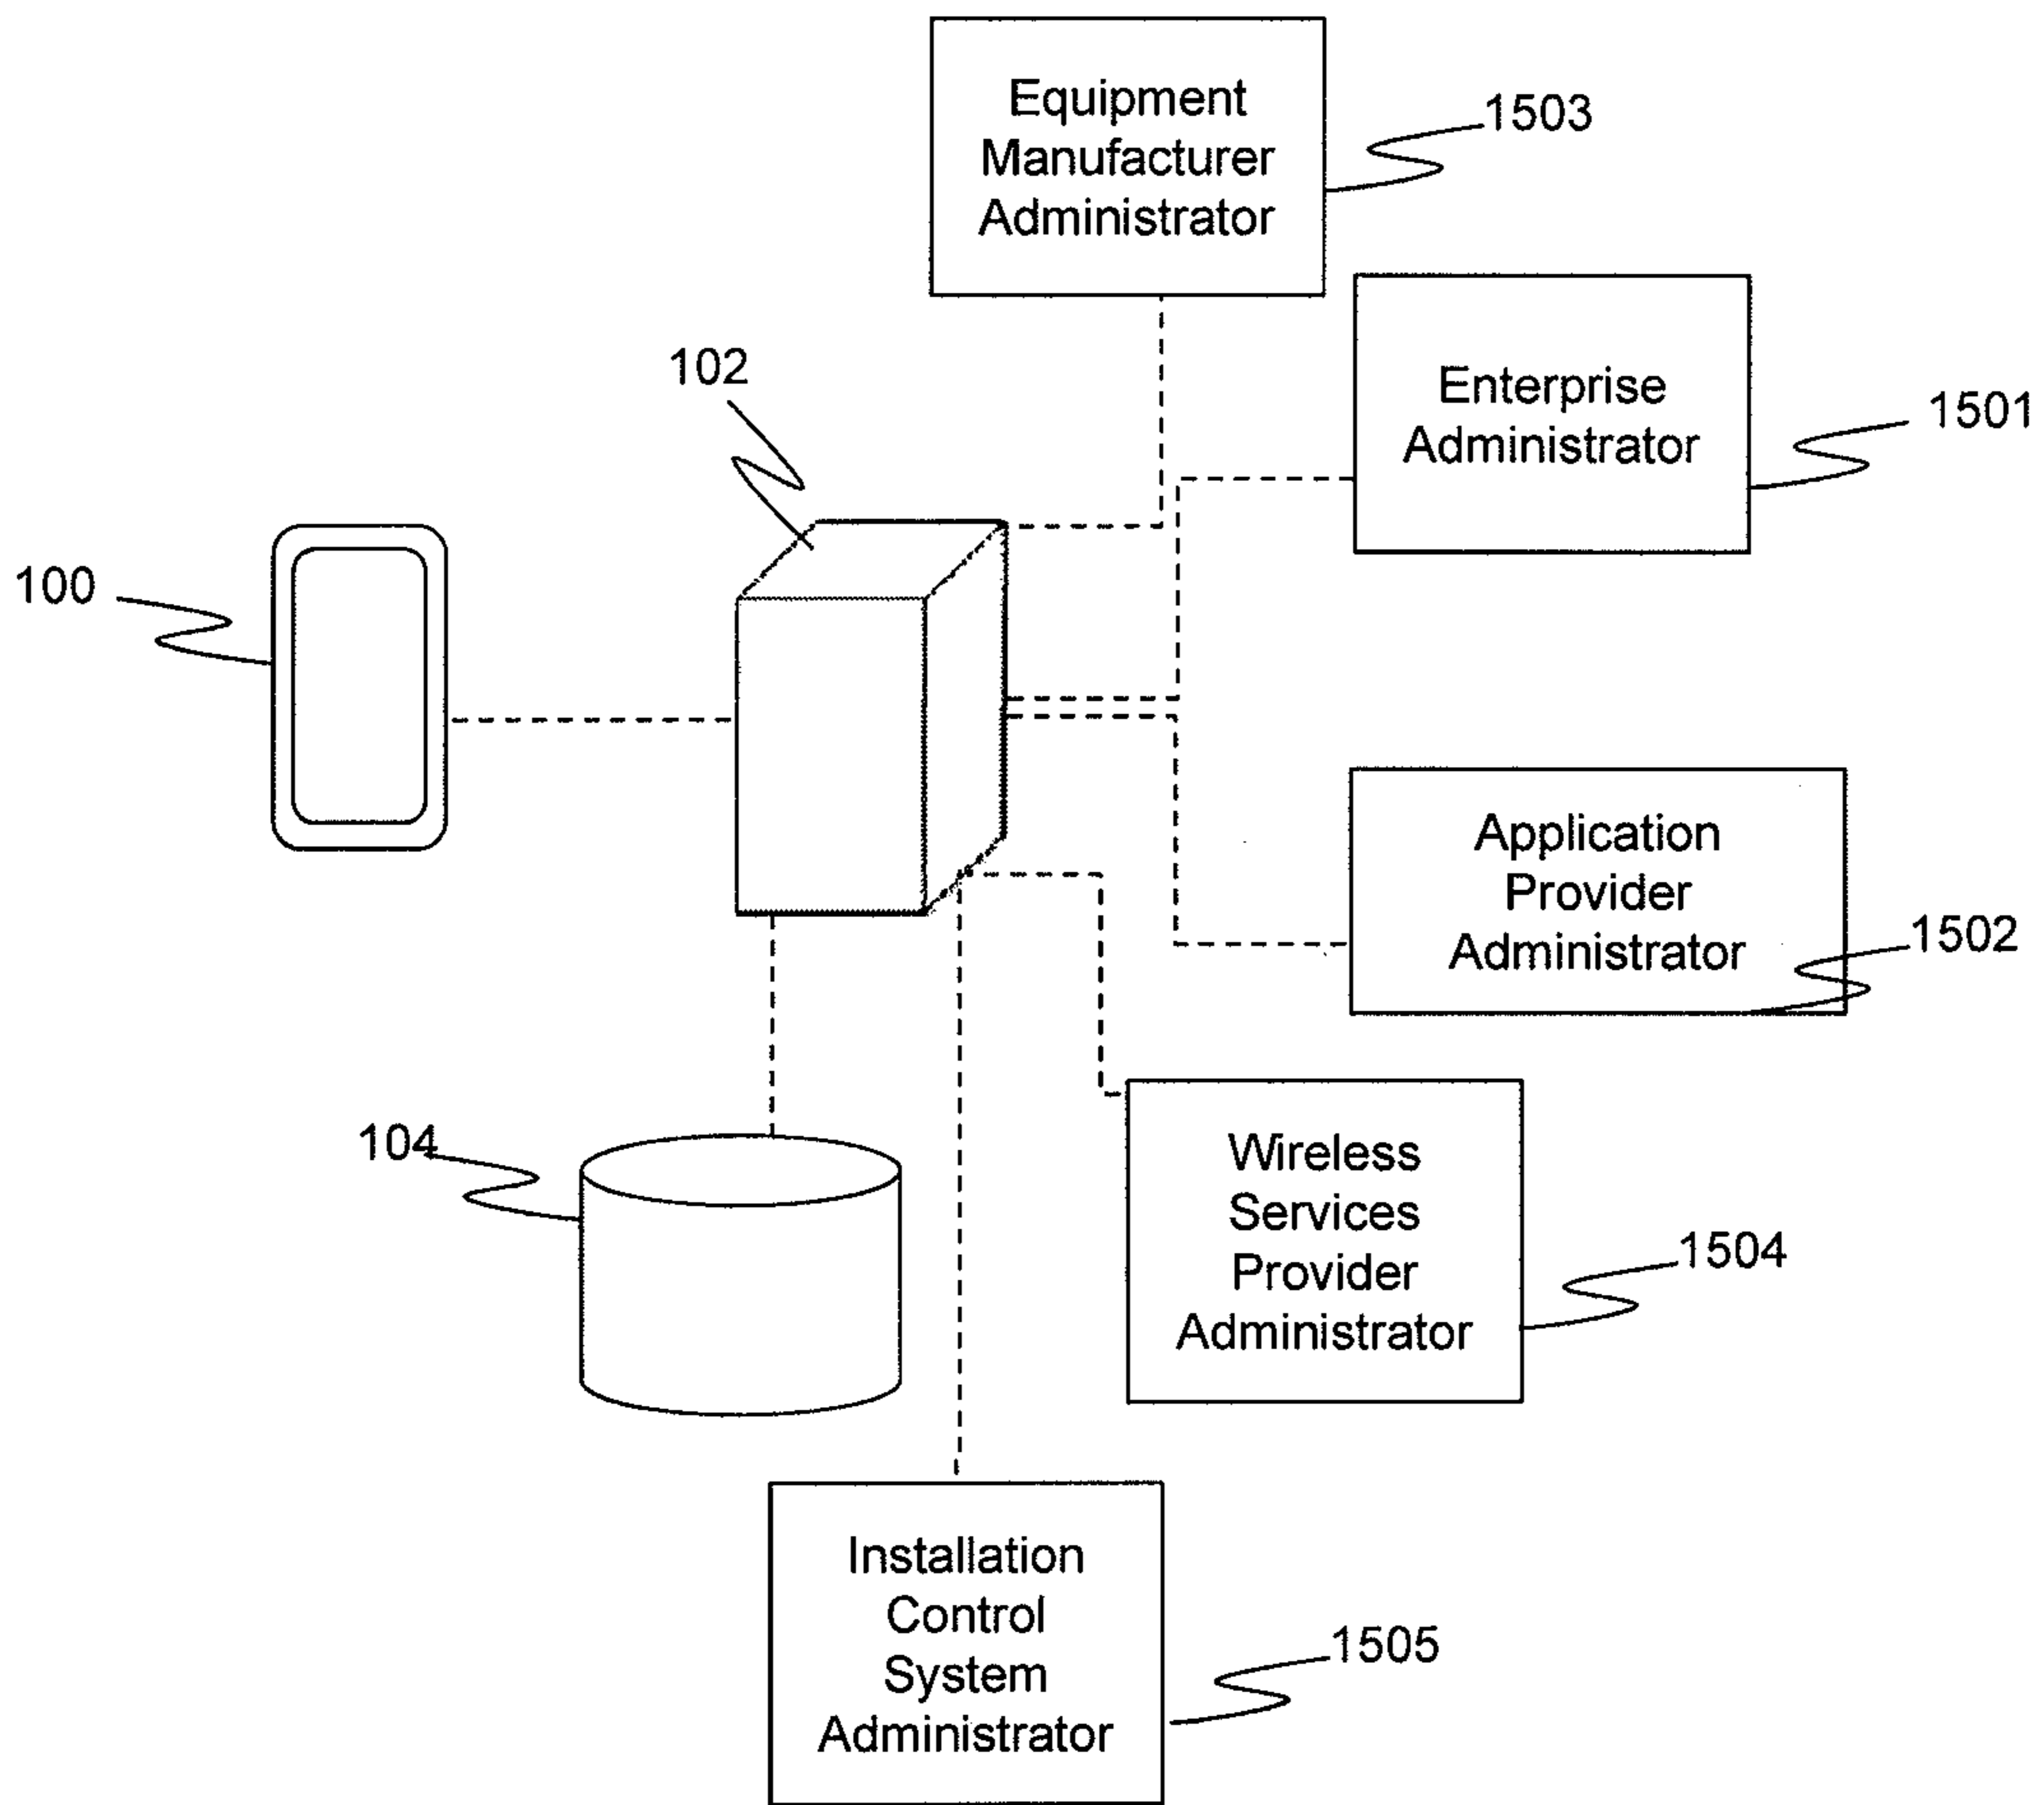 Equipment
Manufacturer
Administrator
1503
102
Enterprise
Administrator
1501
100
Application
Provider
Administrator
1502
104
Wireless
Services
Provider
Administrator
1504
Installation
Control
System
Administrator
1505